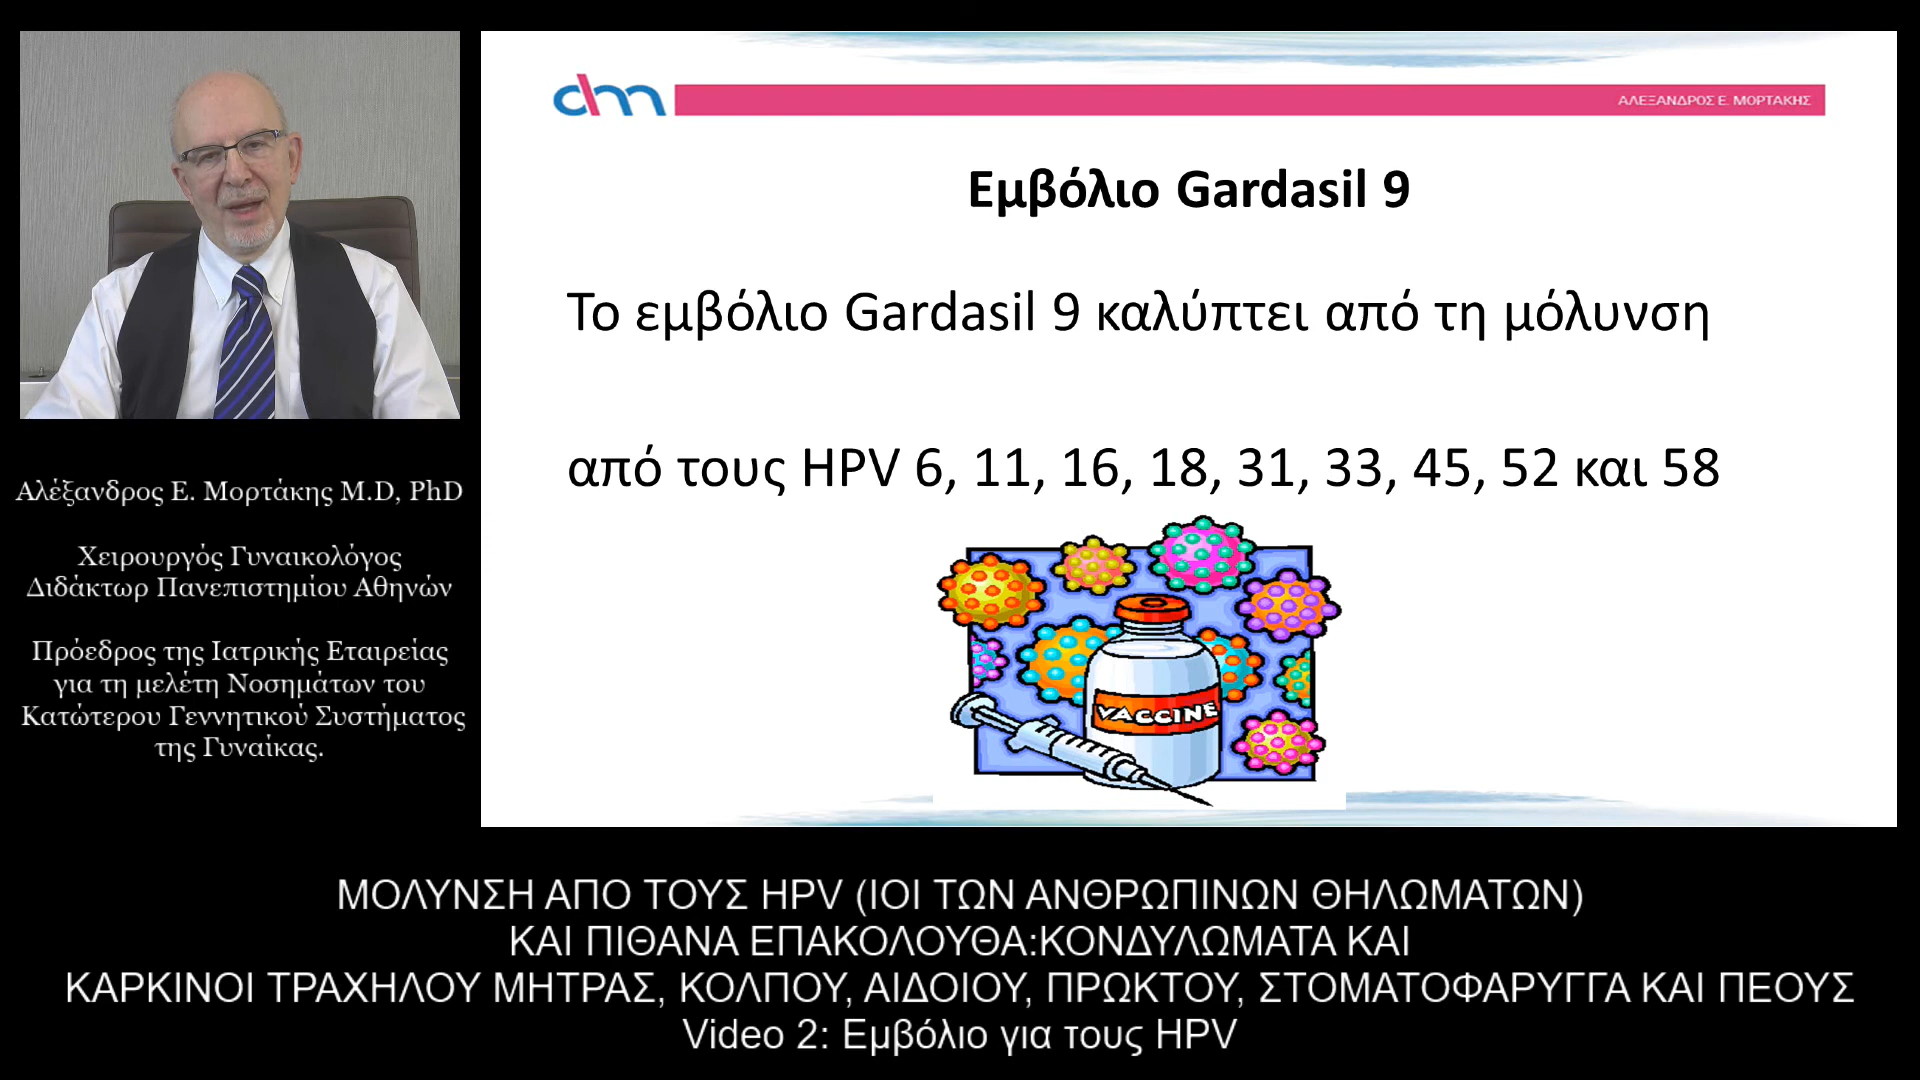 dm
ΑΛΕΞΑΝΔΡΟΣ Ε. ΜΟΡΤΑΚΗΣ
Εμβόλιο Gardasil 9
Το εμβόλιο Gardasil 9 καλύπτει από τη μόλυνση
από τους HPV 6, 11, 16, 18, 31, 33, 45, 52 και 58
VACCINE
Αλέξανδρος Ε. Μορτάκης M.D, PhD
Χειρουργός Γυναικολόγος
Διδάκτωρ Πανεπιστημίου Αθηνών
Πρόεδρος της Ιατρικής Εταιρείας
για τη μελέτη Νοσημάτων του
Κατώτερου Γεννητικού Συστήματος
της Γυναίκας.
ΜΟΛΥΝΣΗ ΑΠΟ ΤΟΥΣ HPV (ΙΟΙ ΤΩΝ ΑΝΘΡΩΠΙΝΩΝ ΘΗΛΩΜΑΤΩΝ)
ΚΑΙ ΠΙΘΑΝΑ ΕΠΑΚΟΛΟΥΘΑ:ΚΟΝΔΥΛΩΜΑΤΑ ΚΑΙ
ΚΑΡΚΙΝΟΙ ΤΡΑΧΗΛΟΥ ΜΗΤΡΑΣ, ΚΟΛΠΟΥ, ΑΙΔΟΙΟΥ, ΠΡΩΚΤΟΥ, ΣΤΟΜΑΤΟΦΑΡΥΓΓΑ ΚΑΙ ΠΕΟΥΣ
Video 2: Εμβόλιο για τους HPV